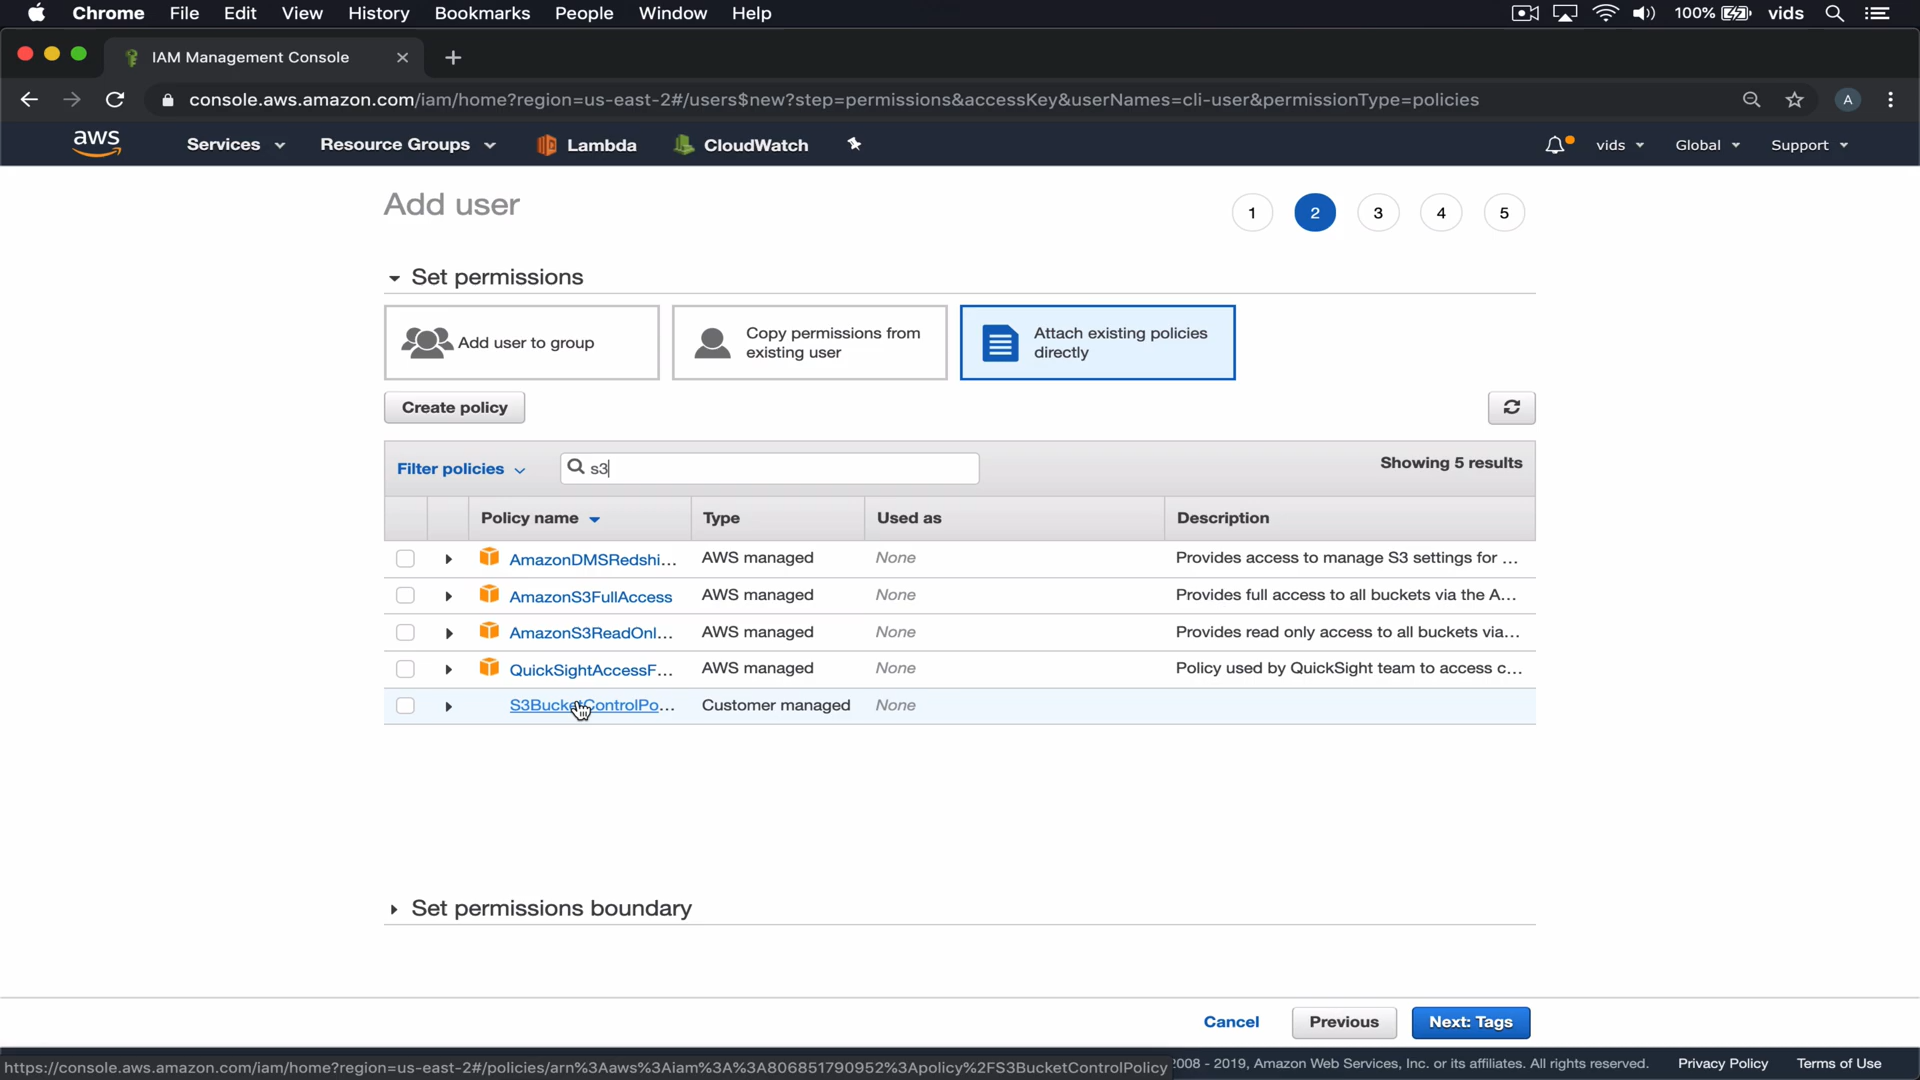 Chrome File Edit View History Bookmarks People Window Help 100% vids
IAM Management Console
console.aws.amazon.com/iam/home?region=us-east-2#/users$new?step=permissions&accessKey&userNames=cli-user&permissionType=policies A
aws Services Resource Groups Lambda CloudWatch vids Global Support
Add user 1 2 3 4 5
Set permissions
Add user to group
Copy permissions from
existing user
Attach existing policies
directly
Create policy
Filter policies s3 Showing 5 results
Policy name Type Used as Description
AmazonDMSRedshi... AWS managed None Provides access to manage S3 settings for ...
AmazonS3FullAccess AWS managed None Provides full access to all buckets via the A...
AmazonS3ReadOnl... AWS managed None Provides read only access to all buckets via...
QuickSightAccessF... AWS managed None Policy used by QuickSight team to access c...
S3BucketControlPo... Customer managed None
Set permissions boundary
Cancel Previous Next: Tags
https://console.aws.amazon.com/iam/home?region=us-east-2#/policies/arn%3Aaws%3Aiam%3A%3A806851790952%3Apolicy%2FS3BucketControlPolicy 2008 - 2019, Amazon Web Services, Inc. or its affiliates. All rights reserved. Privacy Policy Terms of Use